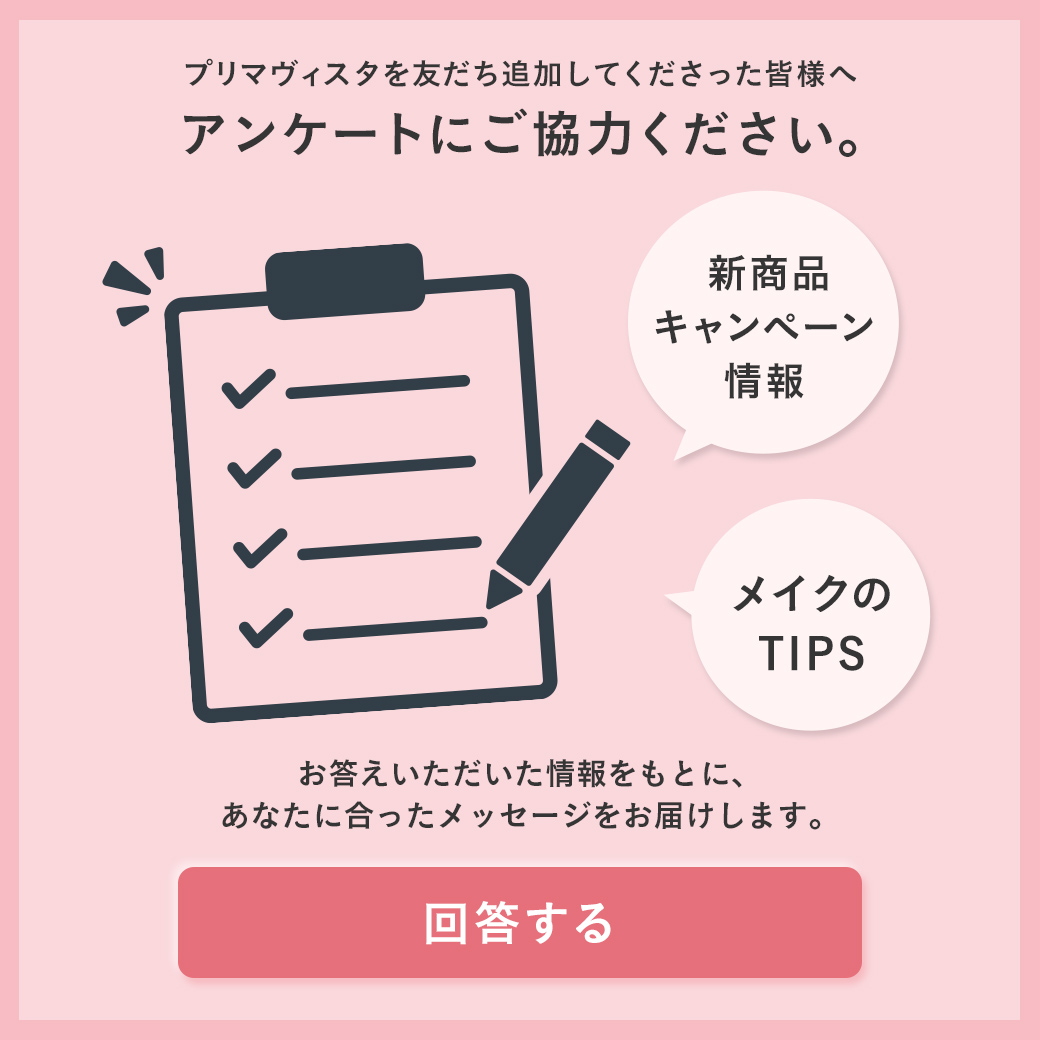 プリマヴィスタを友だち追加してくださった皆様へ
アンケートにご協力ください。
新商品
キャンペーン
情報
メイクの
TIPS
お答えいただいた情報をもとに、
あなたに合ったメッセージをお届けします。
回答する